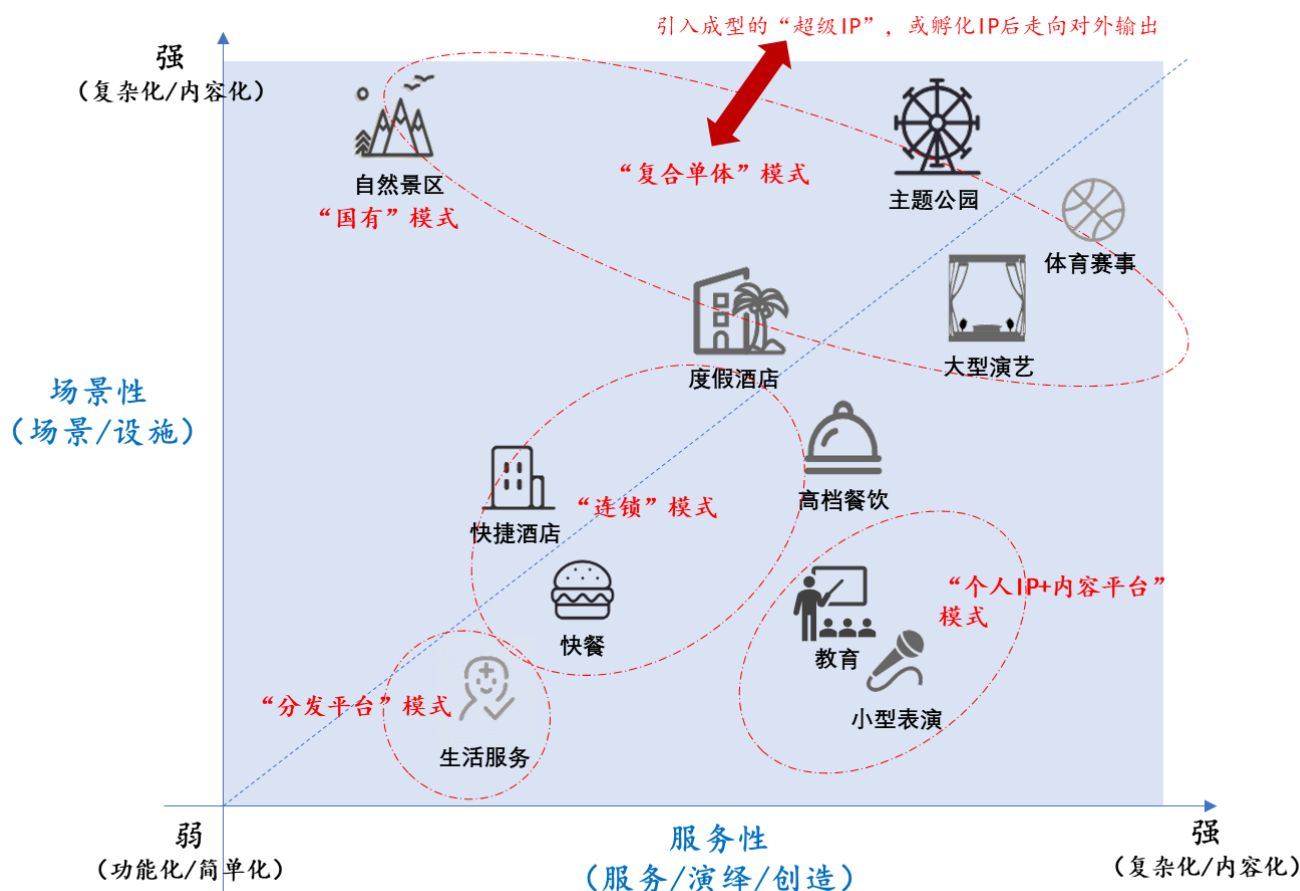 引入成型的“超级IP”，或孵化IP后走向对外输出
强
（复杂化/内容化）
“复合单体”模式
自然景区
“国有”模式
主题公园
体育赛事
大型演艺
度假酒店
场景性
（场景/设施）
高档餐饮
“连锁”模式
快捷酒店
“个人IP+内容平台”
模式
快餐
教育
“分发平台”模式
小型表演
生活服务
弱
（功能化/简单化）
服务性
（服务/演绎/创造）
强
（复杂化/内容化）